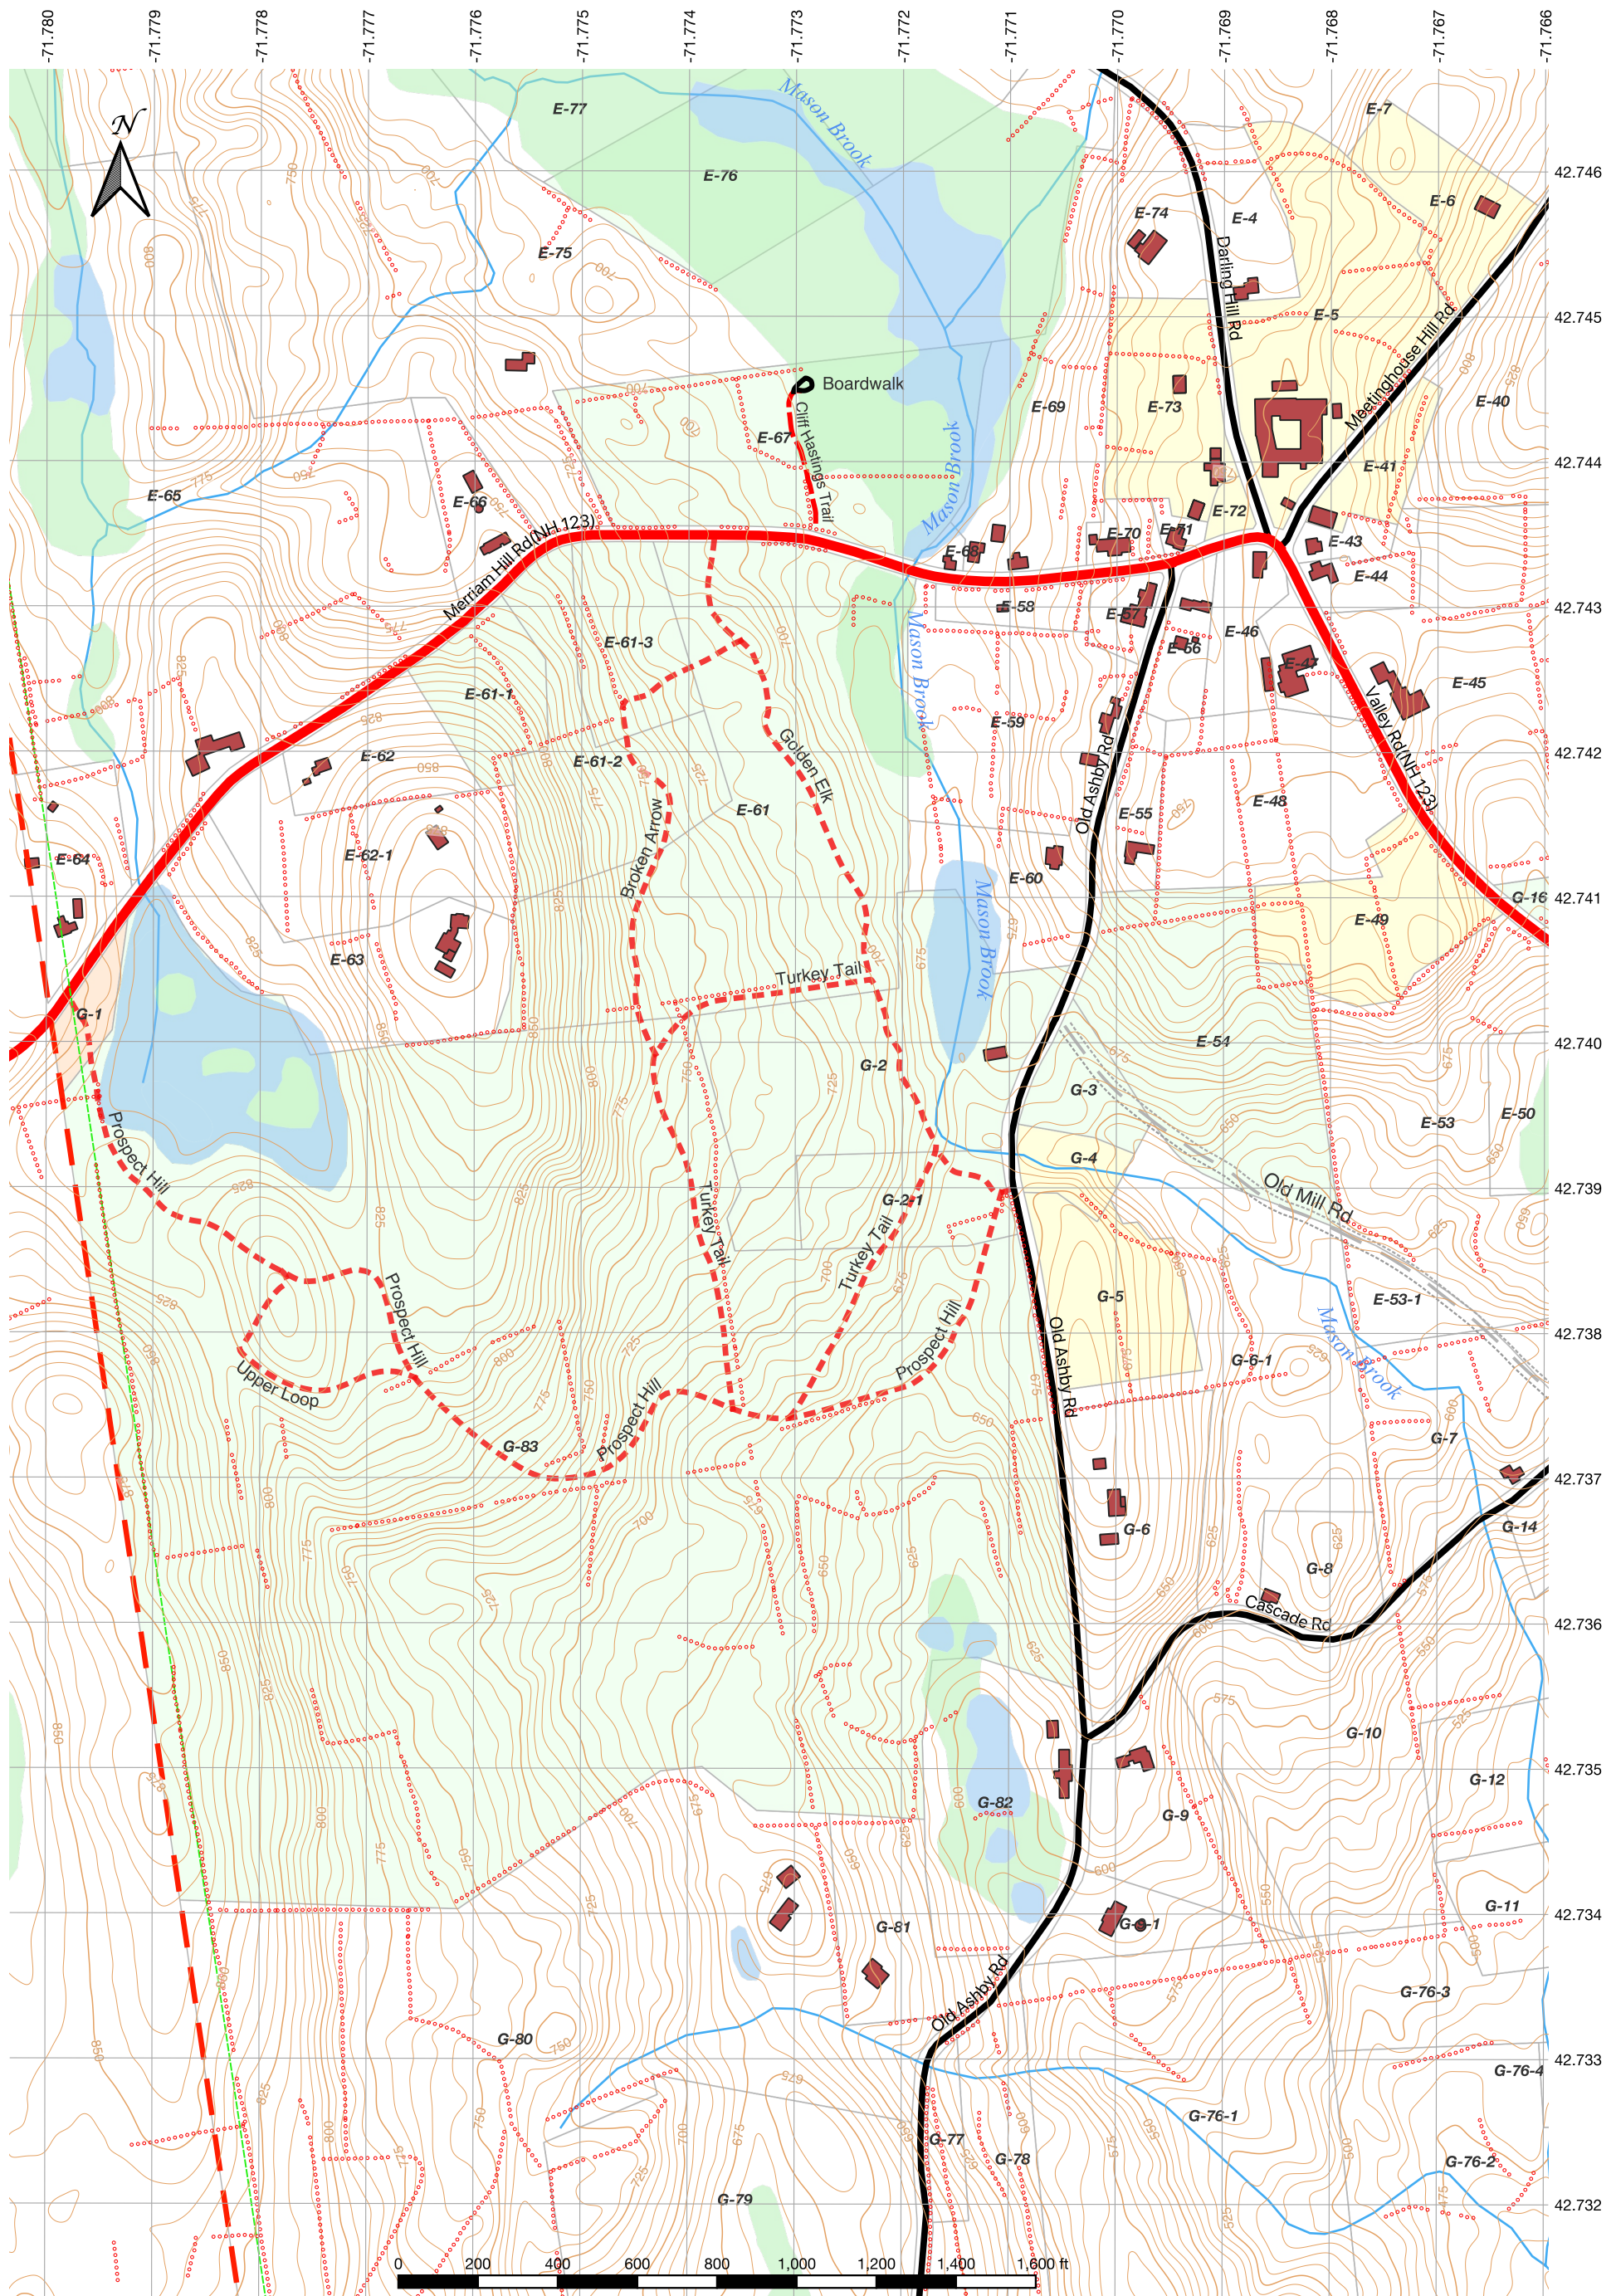 71.780
71.779
71.778
71.777
71.776
71.775
71.774
71.773
71.772
71.771
71.770
71.769
71.768
71.767
71.766
N
E-77
Mason Brook
E-7
E-76
42.746
E-6
E-74
E-4
E-75
Darling Hill Rd
42.745
E-5
Meetinghouse Hill Rd
Boardwalk
Cliff Hastings Trail
E-69
E-73
E-40
E-67
Mason Brook
42.744
E-41
E-65
E-66
E-72
Merriam Hill Rd(NH 123)
E-68
E-70
E-71
E-43
E-44
42.743
E-58
E-57
E-46
E-61-3
E-56
E-47
Mason Brook
E-61-1
E-45
E-59
Valley Rd(NH 123)
42.742
E-62
E-61-2
Golden Elk
Old Ashby Rd
E-61
E-55
E-48
Broken Arrow
E-62-1
E-64
E-60
42.741
G-16
E-49
Mason Brook
E-63
Turkey Tail
G-1
42.740
E-54
G-2
G-3
E-53
E-50
Prospect Hill
G-4
42.739
Old Mill Rd
G-2-1
Turkey Tail
Turkey Tail
Prospect Hill
G-5
E-53-1
42.738
Mason Brook
Prospect Hill
Old Ashby Rd
G-6-1
Upper Loop
Prospect Hill
G-83
G-7
42.737
G-6
G-14
G-8
Cascade Rd
42.736
G-10
42.735
G-12
G-82
G-9
G-11
42.734
G-81
G-9-1
Old Ashby Rd
G-76-3
G-80
42.733
G-76-4
G-76-1
G-77
G-78
G-76-2
G-79
42.732
0 200 400 600 800 1,000 1,200 1,400 1,600 ft